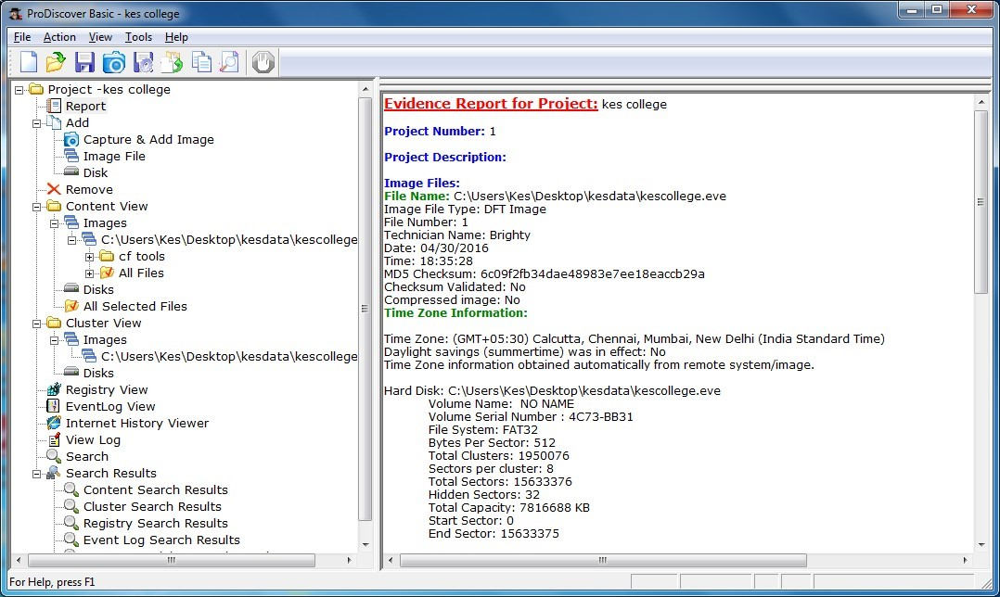 ProDiscover Basic - kes college
File Action View Tools Help
Project -kes college
Report
Add
Capture & Add Image
Image File
Disk
Remove
Content View
Images
C:\Users\Kes\Desktop\kesdata\kescollege
cf tools
All Files
Disks
All Selected Files
Cluster View
Images
C:\Users\Kes\Desktop\kesdata\kescollege
Disks
Registry View
EventLog View
Internet History Viewer
View Log
Search
Search Results
Content Search Results
Cluster Search Results
Registry Search Results
Event Log Search Results
Evidence Report for Project: kes college
Project Number: 1
Project Description:
Image Files:
File Name: C:\Users\Kes\Desktop\kesdata\kescollege.eve
Image File Type: DFT Image
File Number: 1
Technician Name: Brighty
Date: 04/30/2016
Time: 18:35:28
MD5 Checksum: 6c09f2fb34dae48983e7ee18eaccb29a
Checksum Validated: No
Compressed image: No
Time Zone Information:
Time Zone: (GMT+05:30) Calcutta, Chennai, Mumbai, New Delhi (India Standard Time)
Daylight savings (summertime) was in effect: No
Time Zone information obtained automatically from remote system/image.
Hard Disk: C:\Users\Kes\Desktop\kesdata\kescollege.eve
Volume Name: NO NAME
Volume Serial Number : 4C73-BB31
File System: FAT32
Bytes Per Sector: 512
Total Clusters: 1950076
Sectors per cluster: 8
Total Sectors: 15633376
Hidden Sectors: 32
Total Capacity: 7816688 KB
Start Sector: 0
End Sector: 15633375
For Help, press F1